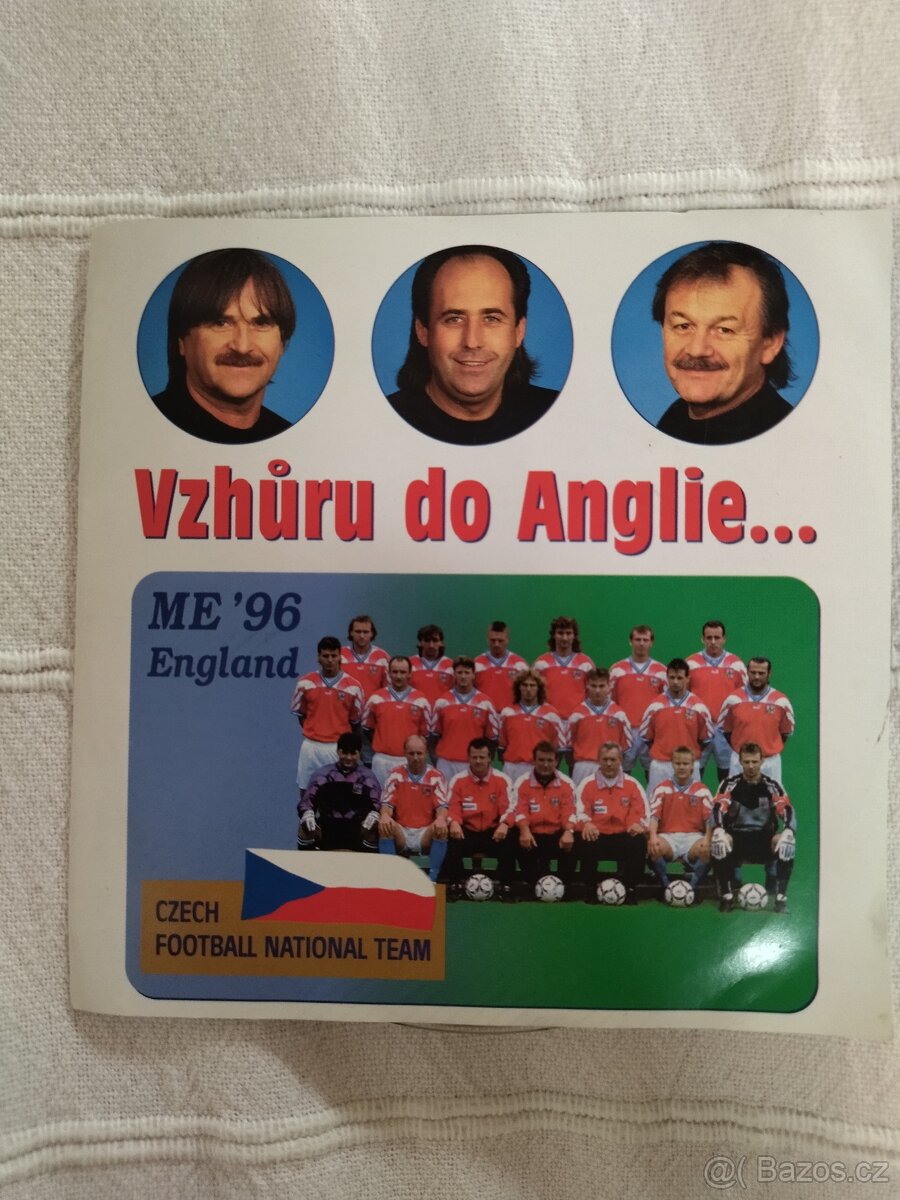 Vzhůru do Anglie...
ME '96
England
CZECH
FOOTBALL NATIONAL TEAM
@( Bazos.cz